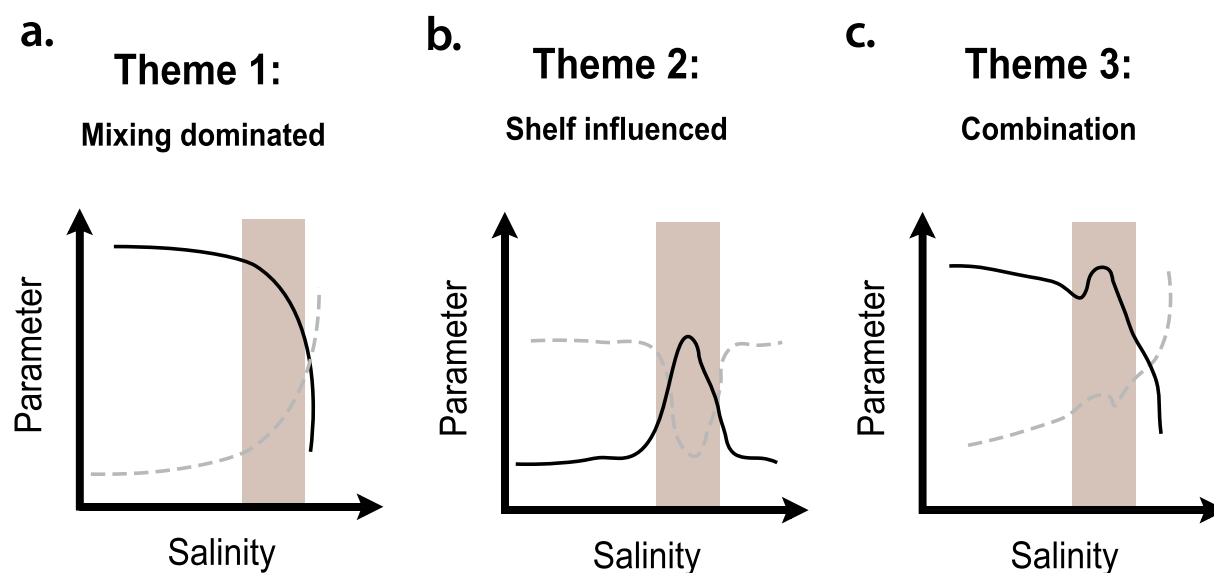 a.
Theme 1:
Mixing dominated
Parameter
Salinity
b.
Theme 2:
Shelf influenced
Parameter
Salinity
c.
Theme 3:
Combination
Parameter
Salinity